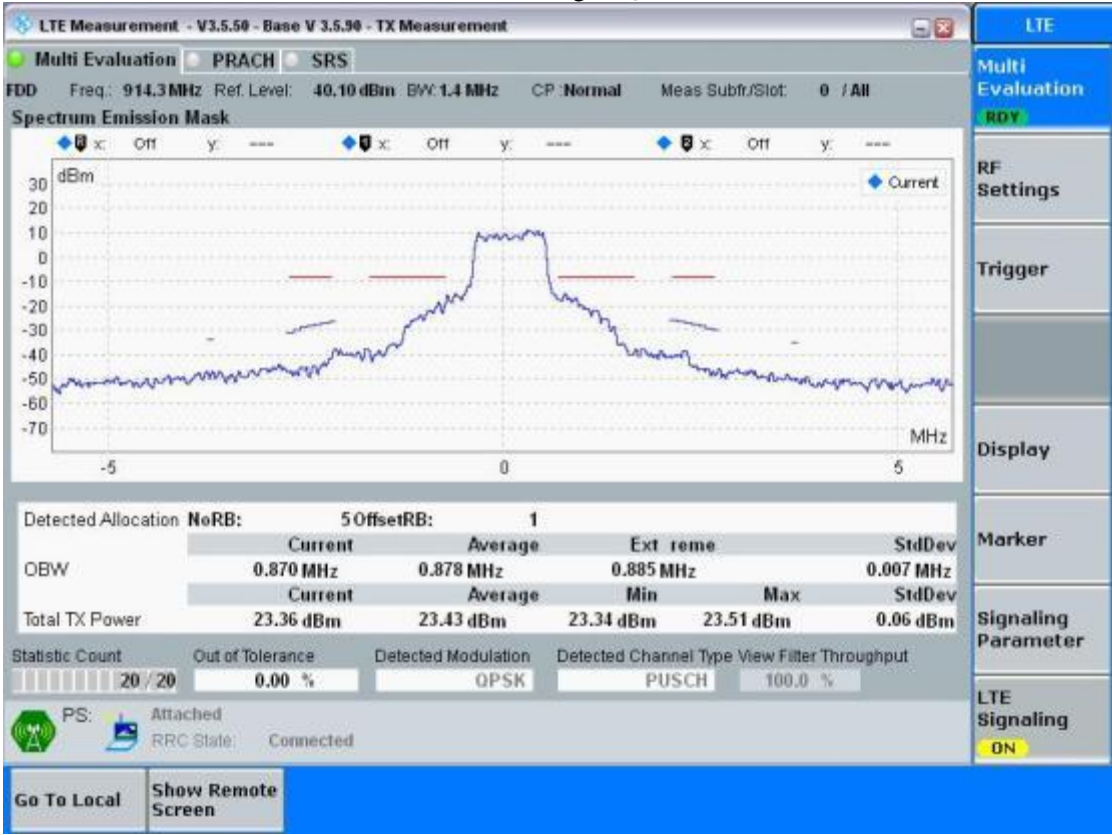 LTE Measurement - V3.5.50 - Base V 3.5.90 - TX Measurement
LTE
Multi Evaluation PRACH SRS
Multi
Evaluation
RDY
FDD Freq.: 914.3 MHz Ref. Level: 40.10 dBm BW: 1.4 MHz CP :Normal Meas Subfr./Slot: 0 / All
Spectrum Emission Mask
x: Off y: --- x: Off y: --- x: Off y: ---
dBm
Current
30
20
10
0
-10
-20
-30
-40
-50
-60
-70
MHz
-5 0 5
RF
Settings
Trigger
Display
Marker
Signaling
Parameter
LTE
Signaling
ON
Detected Allocation NoRB: 5 OffsetRB: 1
Current Average Ext reme StdDev
OBW 0.870 MHz 0.878 MHz 0.885 MHz 0.007 MHz
Current Average Min Max StdDev
Total TX Power 23.36 dBm 23.43 dBm 23.34 dBm 23.51 dBm 0.06 dBm
Statistic Count Out of Tolerance Detected Modulation Detected Channel Type View Filter Throughput
20 / 20 0.00 % QPSK PUSCH 100.0 %
PS: Attached
RRC State: Connected
Go To Local
Show Remote
Screen